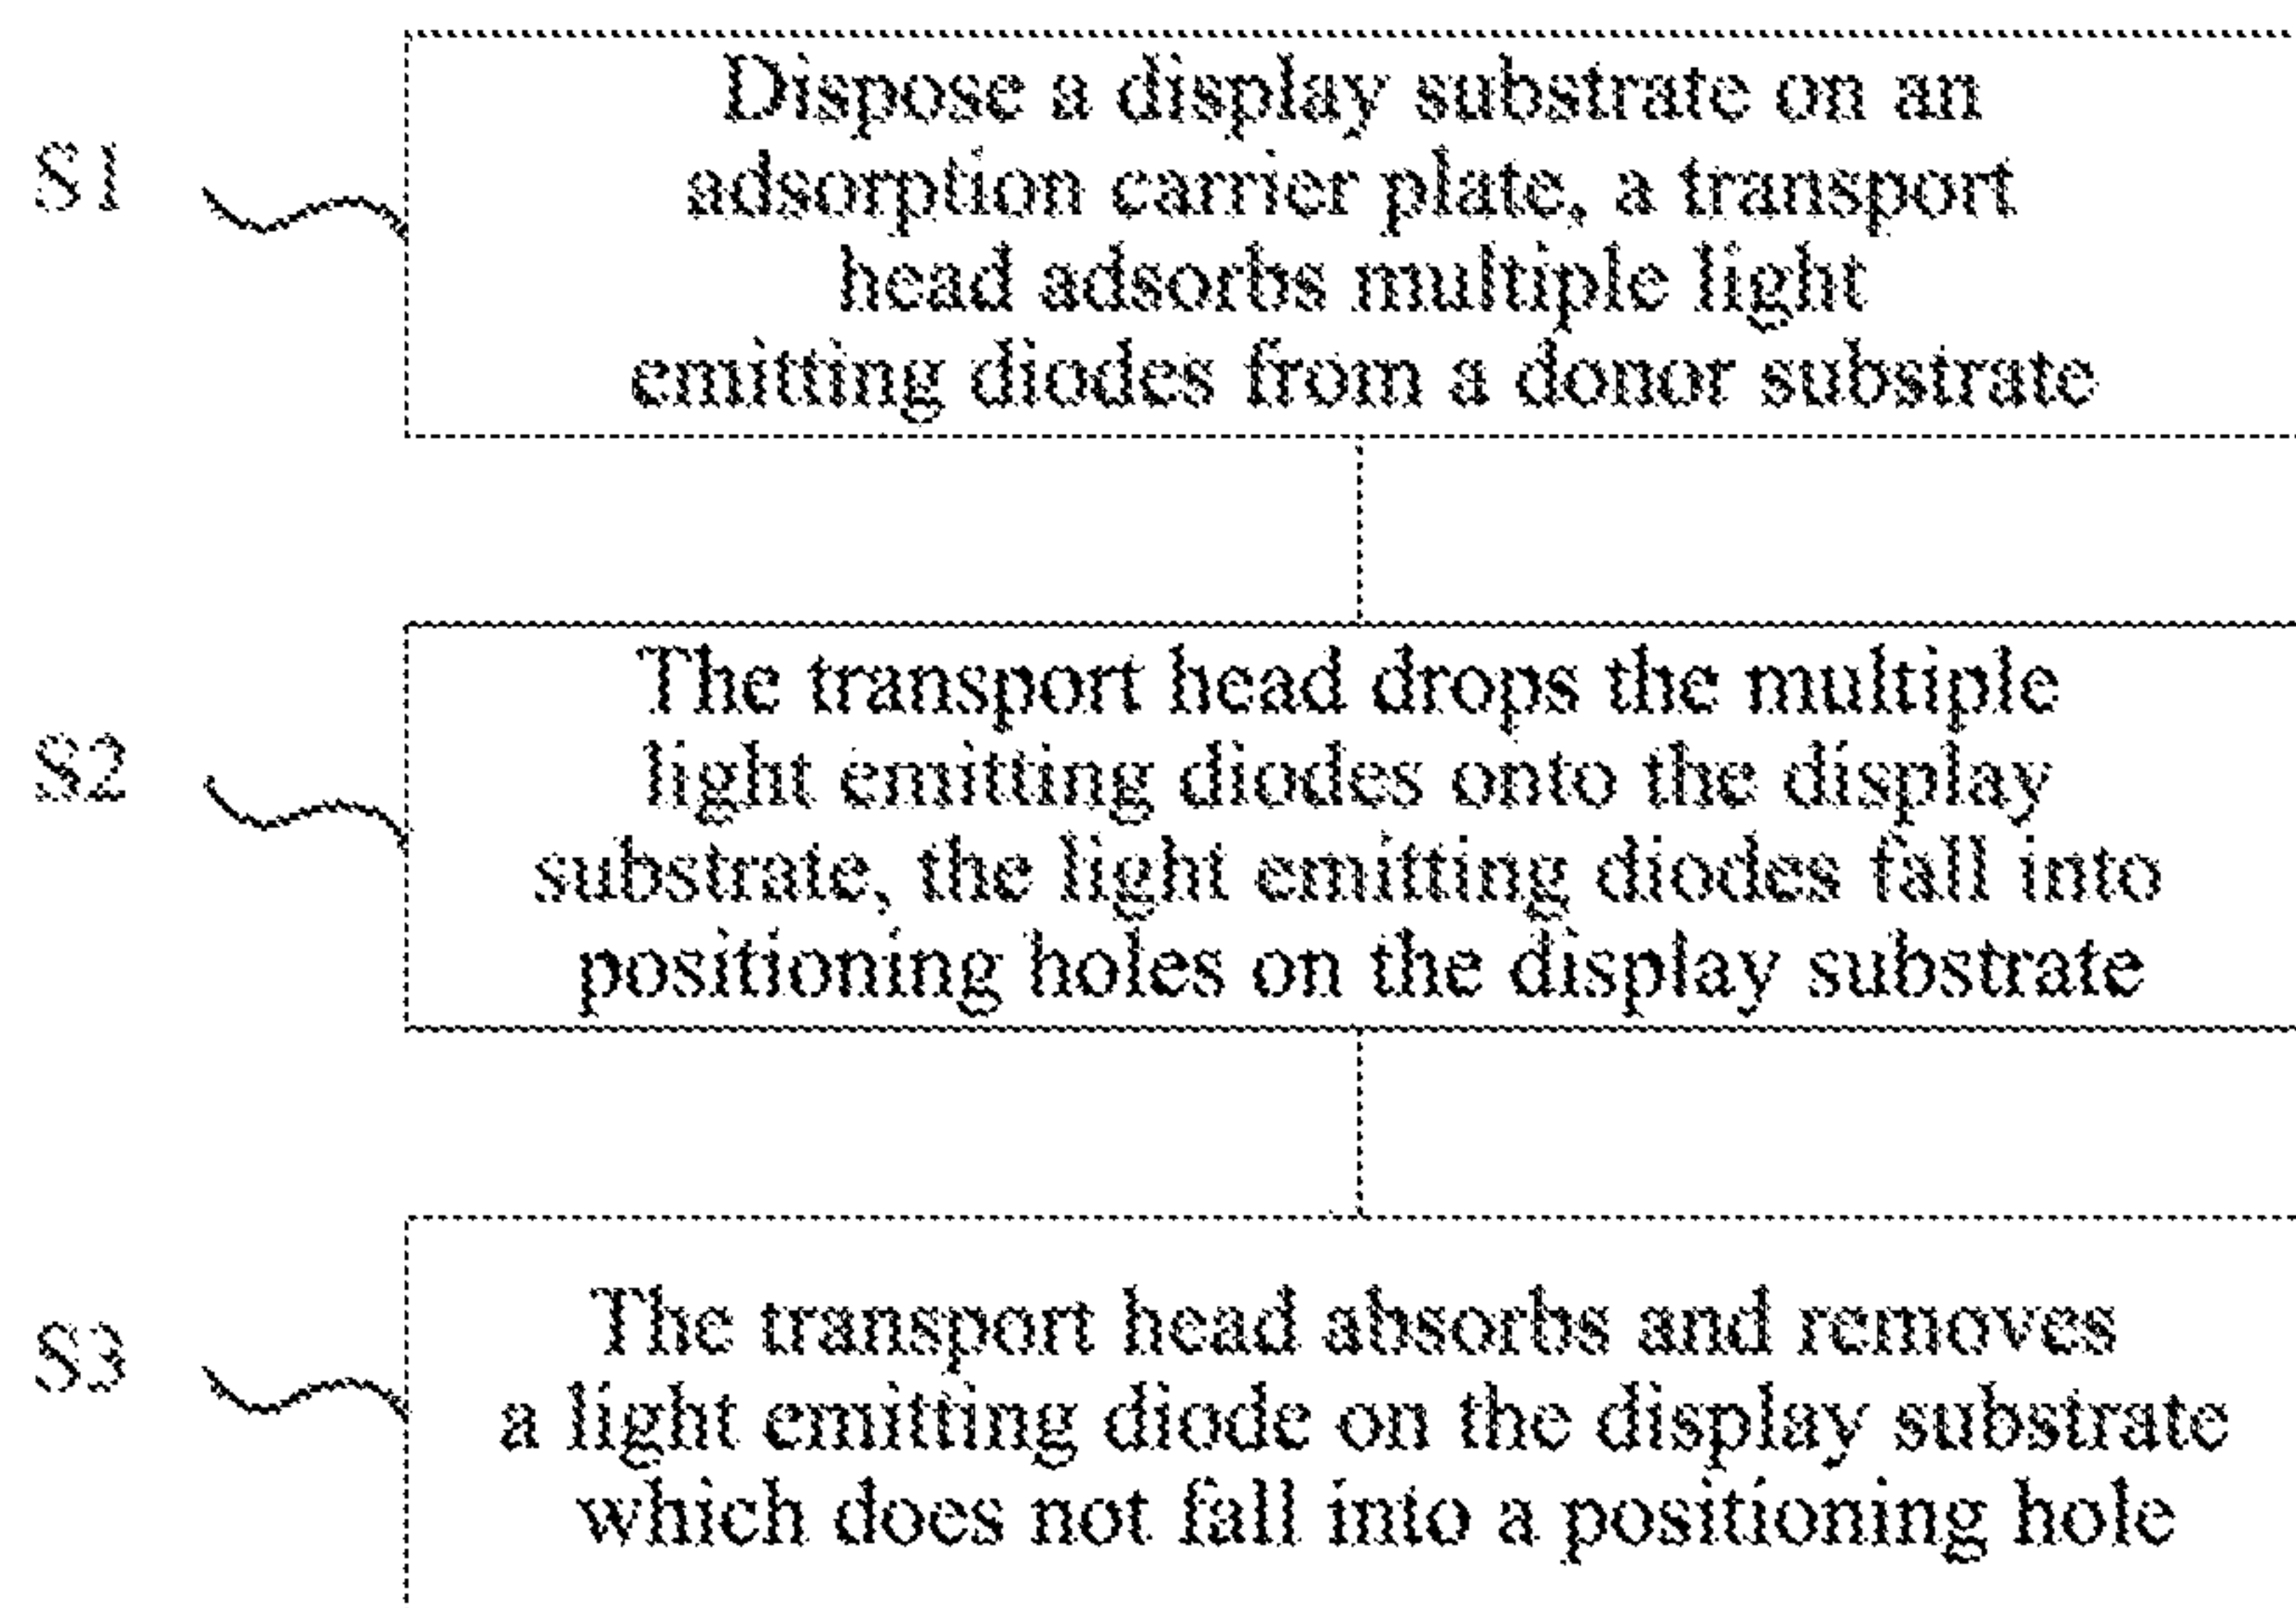 S1
Dispose a display substrate on an
adsorption carrier plate, a transport
head adsorbs multiple light
emitting diodes from a donor substrate
S2
The transport head drops the multiple
light emitting diodes onto the display
substrate, the light emitting diodes fall into
positioning holes on the display substrate
S3
The transport head absorbs and removes
a light emitting diode on the display substrate
which does not fall into a positioning hole